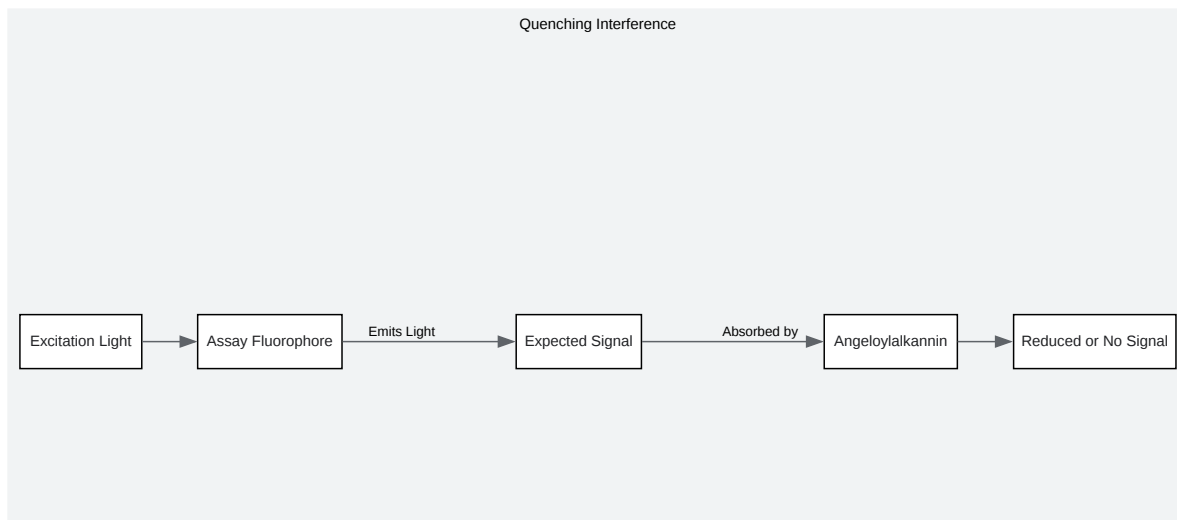 Quenching Interference
Excitation Light
Assay Fluorophore
Emits Light
Expected Signal
Absorbed by
Angeloylalkannin
Reduced or No Signal